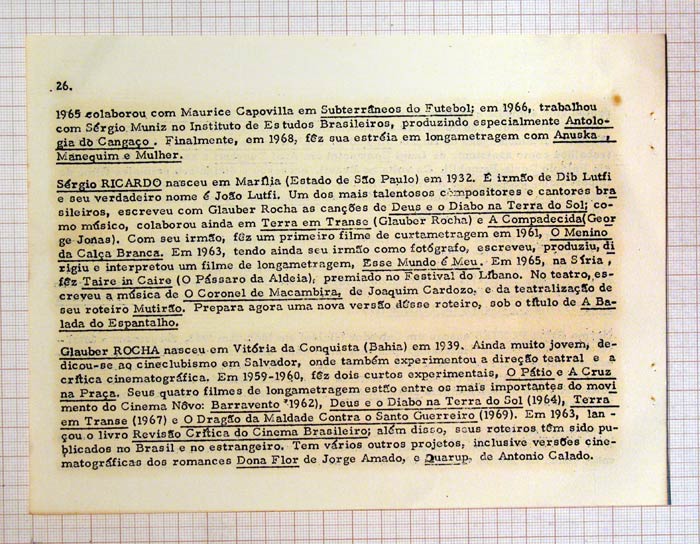 26.
1965 colaborou com Maurice Capovilla em Subterrâneos do Futebol; em 1966, trabalhou
com Sérgio Muniz no Instituto de Estudos Brasileiros, produzindo especialmente Antolo-
gia do Cangaço. Finalmente, em 1968, fêz sua estréia em longametragem com Anuska,
Manequim e Mulher.
Sérgio RICARDO nasceu em Marília (Estado de São Paulo) em 1932. É irmão de Dib Lutfi
e seu verdadeiro nome é João Lutfi. Um dos mais talentosos compositores e cantores bra
sileiros, escreveu com Glauber Rocha as canções de Deus e o Diabo na Terra do Sol; co-
mo músico, colaborou ainda em Terra em Transe (Glauber Rocha) e A Compadecida(Geor
ge Jonas). Com seu irmão, fêz um primeiro filme de curtametragem em 1961, O Menino
da Calça Branca. Em 1963, tendo ainda seu irmão como fotógrafo, escreveu, produziu, di
rigiu e interpretou um filme de longametragem, Esse Mundo é Meu. Em 1965, na Síria,
fêz Taire in Caire (O Pássaro da Aldeia), premiado no Festival do Líbano. No teatro, es-
creveu a música de O Coronel de Macambira, de Joaquim Cardozo, e da teatralização de
seu roteiro Mutirão. Prepara agora uma nova versão dêsse roteiro, sob o título de A Ba-
lada do Espantalho.
Glauber ROCHA nasceu em Vitória da Conquista (Bahia) em 1939. Ainda muito jovem, de-
dicou-se ao cineclubismo em Salvador, onde também experimentou a direção teatral e a
crítica cinematográfica. Em 1959-1960, fêz dois curtos experimentais, O Pátio e A Cruz
na Praça. Seus quatro filmes de longametragem estão entre os mais importantes do movi
mento do Cinema Nôvo: Barravento *1962), Deus e o Diabo na Terra do Sol (1964), Terra
em Transe (1967) e O Dragão da Maldade Contra o Santo Guerreiro (1969). Em 1963, lan-
çou o livro Revisão Crítica do Cinema Brasileiro; além disso, seus roteiros têm sido pu-
blicados no Brasil e no estrangeiro. Tem vários outros projetos, inclusive versões cine-
matográficas dos romances Dona Flor de Jorge Amado, e Quarup, de Antonio Calado.